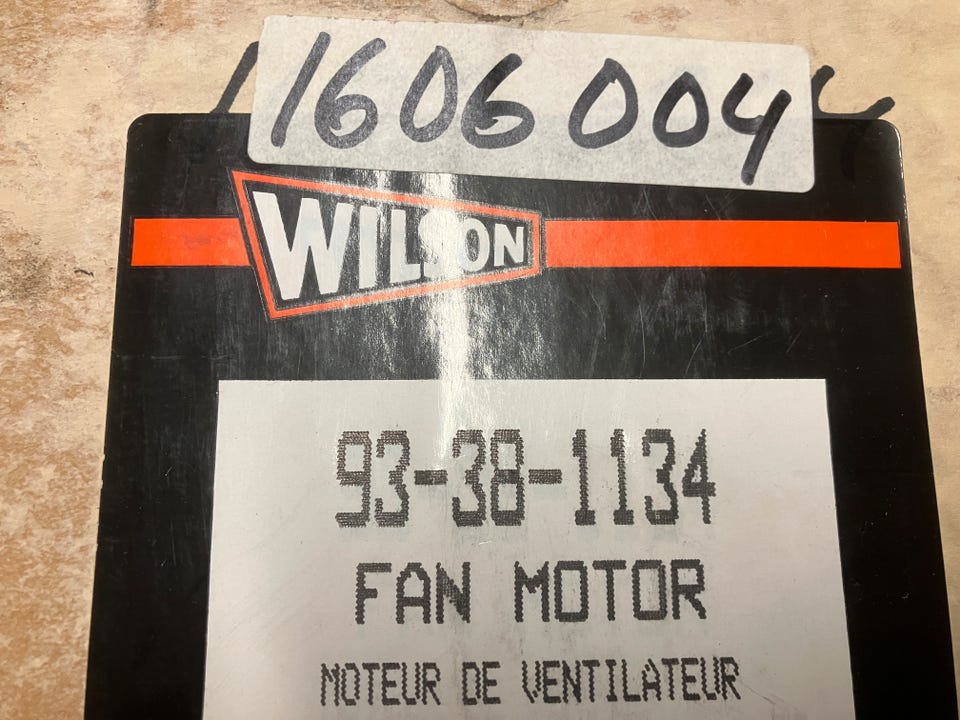 1606004
WILSON
93-38-1134
FAN MOTOR
MOTEUR DE VENTILATEUR